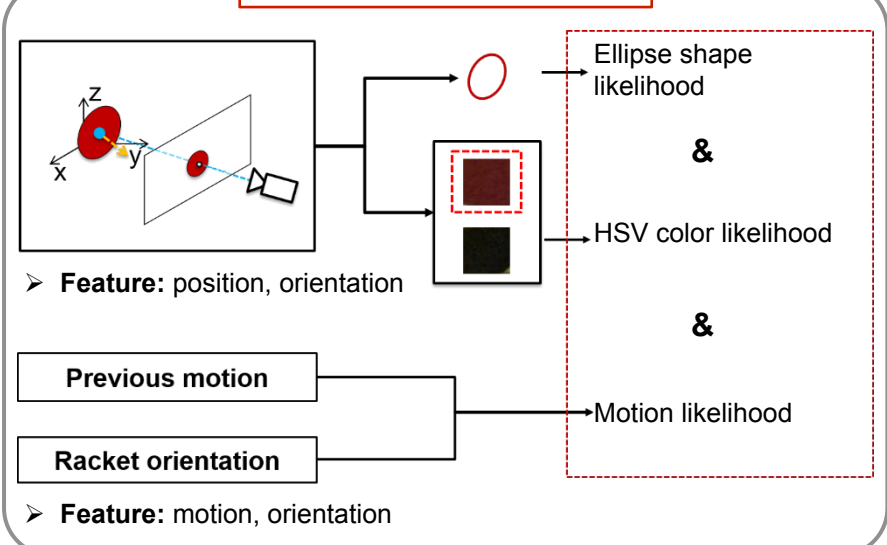 Ellipse shape
likelihood
z
x
y
&
HSV color likelihood
➢ Feature: position, orientation
&
Previous motion
Motion likelihood
Racket orientation
➢ Feature: motion, orientation